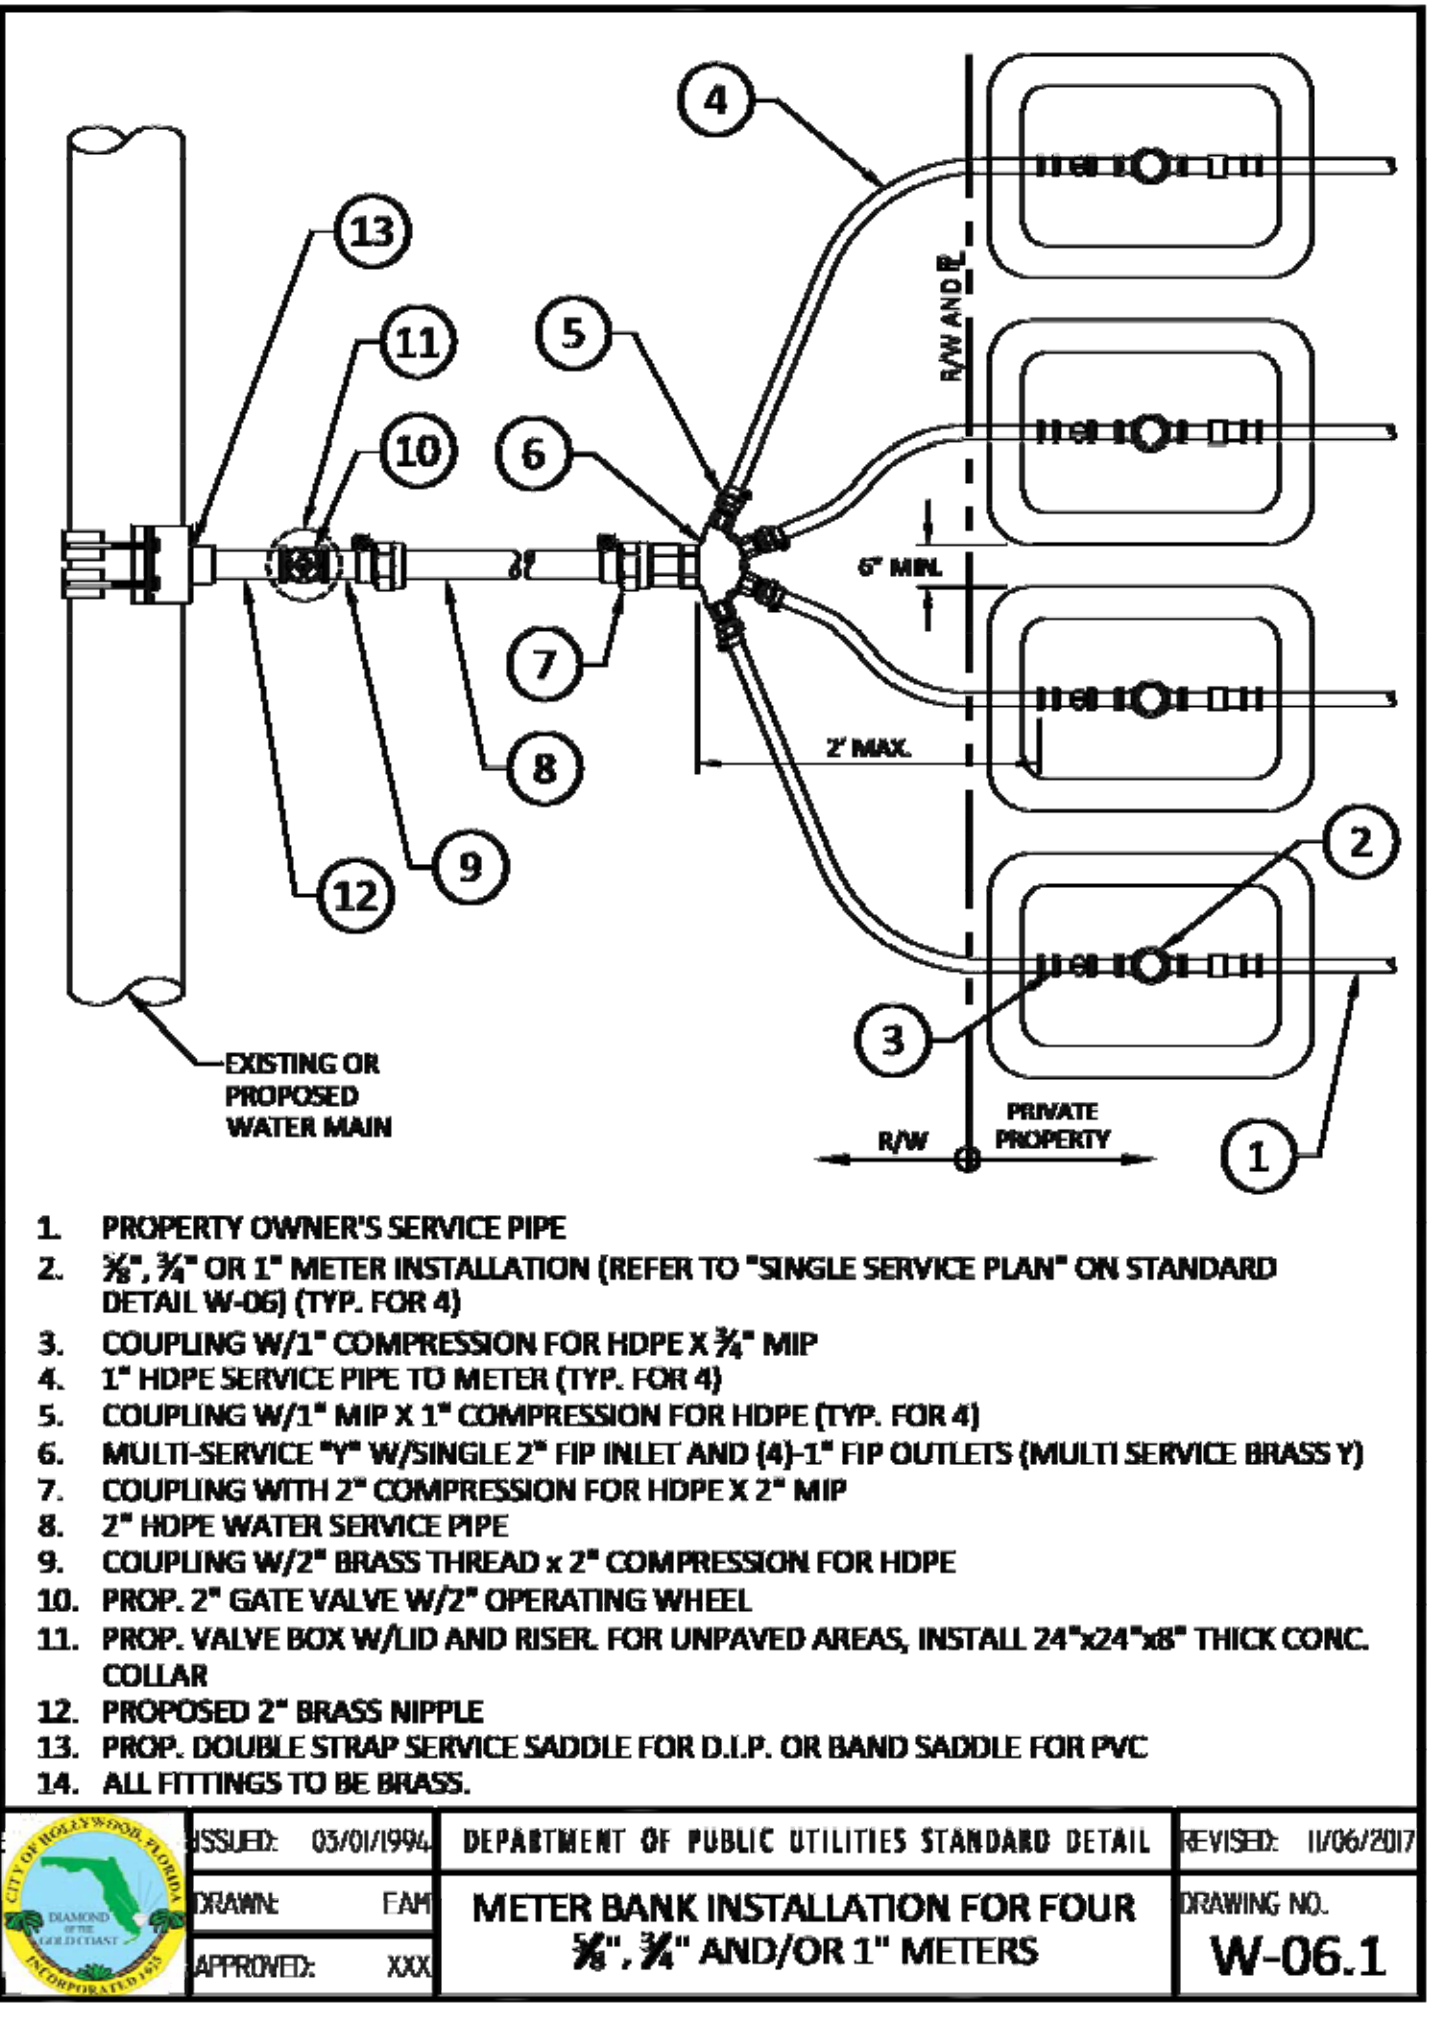 4
13
R/W AND PL
11
5
10
6
6" MIN.
7
2' MAX.
8
2
9
12
3
EXISTING OR
PROPOSED
WATER MAIN
PRIVATE
R/W PROPERTY
1
1. PROPERTY OWNER'S SERVICE PIPE
2. ⅝", ¾" OR 1" METER INSTALLATION (REFER TO "SINGLE SERVICE PLAN" ON STANDARD
DETAIL W-06) (TYP. FOR 4)
3. COUPLING W/1" COMPRESSION FOR HDPE X ¾" MIP
4. 1" HDPE SERVICE PIPE TO METER (TYP. FOR 4)
5. COUPLING W/1" MIP X 1" COMPRESSION FOR HDPE (TYP. FOR 4)
6. MULTI-SERVICE "Y" W/SINGLE 2" FIP INLET AND (4)-1" FIP OUTLETS (MULTI SERVICE BRASS Y)
7. COUPLING WITH 2" COMPRESSION FOR HDPE X 2" MIP
8. 2" HDPE WATER SERVICE PIPE
9. COUPLING W/2" BRASS THREAD x 2" COMPRESSION FOR HDPE
10. PROP. 2" GATE VALVE W/2" OPERATING WHEEL
11. PROP. VALVE BOX W/LID AND RISER. FOR UNPAVED AREAS, INSTALL 24"x24"x8" THICK CONC.
COLLAR
12. PROPOSED 2" BRASS NIPPLE
13. PROP. DOUBLE STRAP SERVICE SADDLE FOR D.I.P. OR BAND SADDLE FOR PVC
14. ALL FITTINGS TO BE BRASS.
CITY OF HOLLYWOOD, FLORIDA
DIAMOND
OF THE
GOLD COAST
INCORPORATED 1925
ISSUED: 03/01/1994
DRAWN: EAM
APPROVED: XXX
DEPARTMENT OF PUBLIC UTILITIES STANDARD DETAIL
METER BANK INSTALLATION FOR FOUR
⅝", ¾" AND/OR 1" METERS
REVISED: 11/06/2017
DRAWING NO.
W-06.1